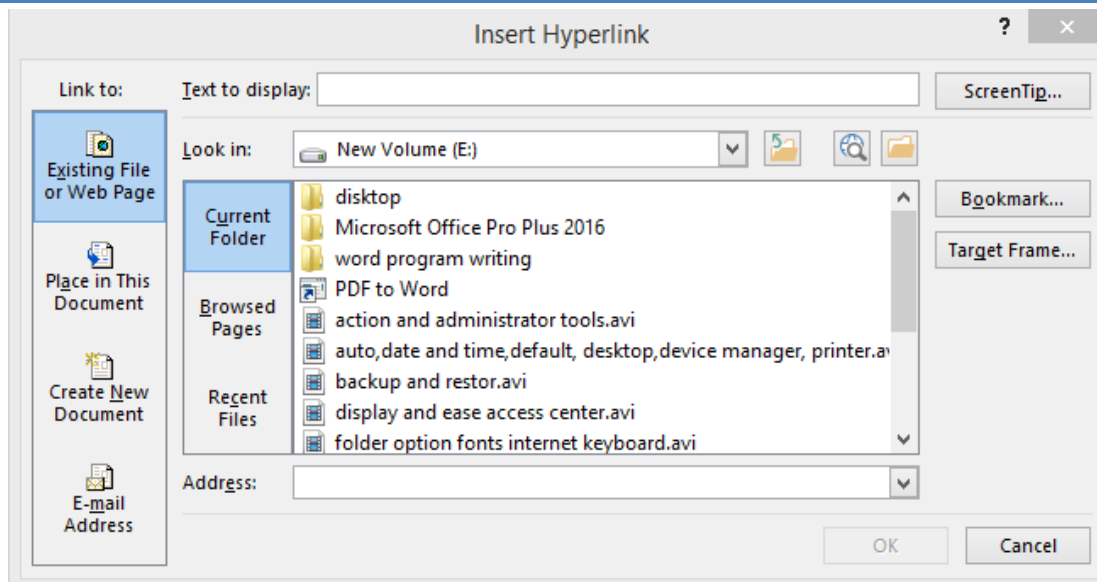 Insert Hyperlink
?
Link to:
Text to display:
ScreenTip...
Existing File
or Web Page
Look in:
New Volume (E:)
Current
Folder
disktop
Microsoft Office Pro Plus 2016
word program writing
PDF to Word
action and administrator tools.avi
auto,date and time,default, desktop,device manager, printer.av
backup and restor.avi
display and ease access center.avi
folder option fonts internet keyboard.avi
Bookmark...
Target Frame...
Place in This
Document
Browsed
Pages
Create New
Document
Recent
Files
E-mail
Address
Address:
OK
Cancel